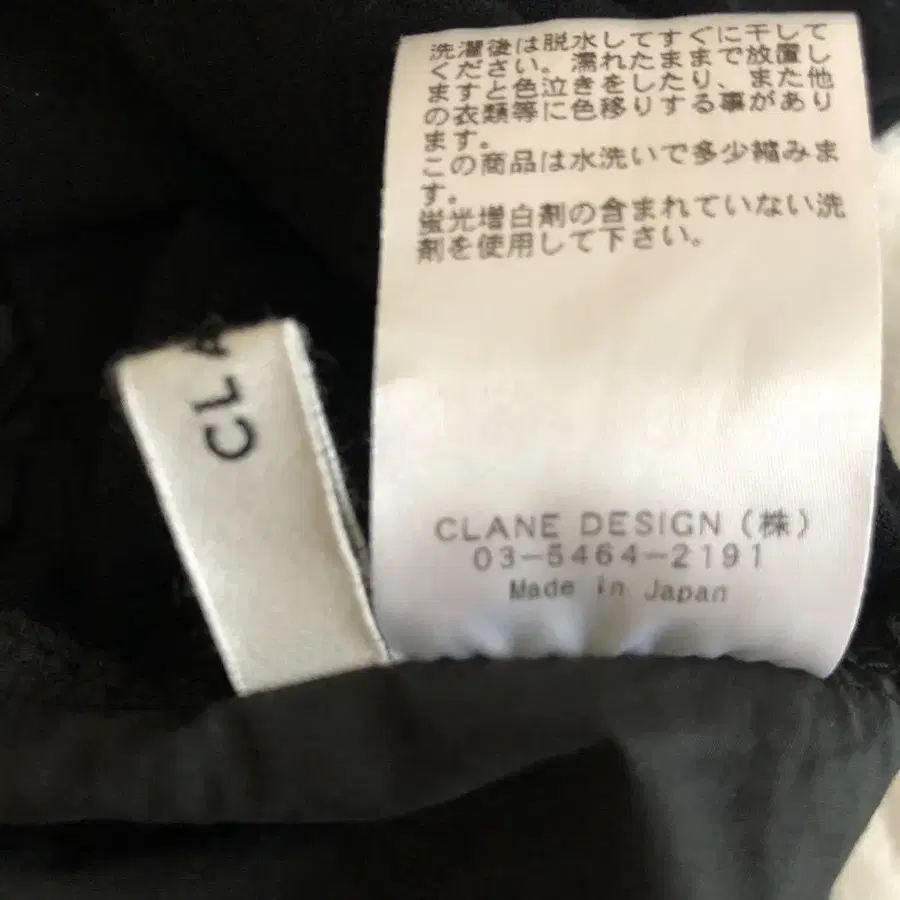 洗濯後は脱水してすぐに干して
ください。濡れたままで放置し
ますと色泣きをしたり、また他
の衣類等に色移りする事があり
ます。
この商品は水洗いで多少縮みま
す。
蛍光増白剤の含まれていない洗
剤を使用して下さい。
CLA
CLANE DESIGN (株)
03-5464-2191
Made in Japan